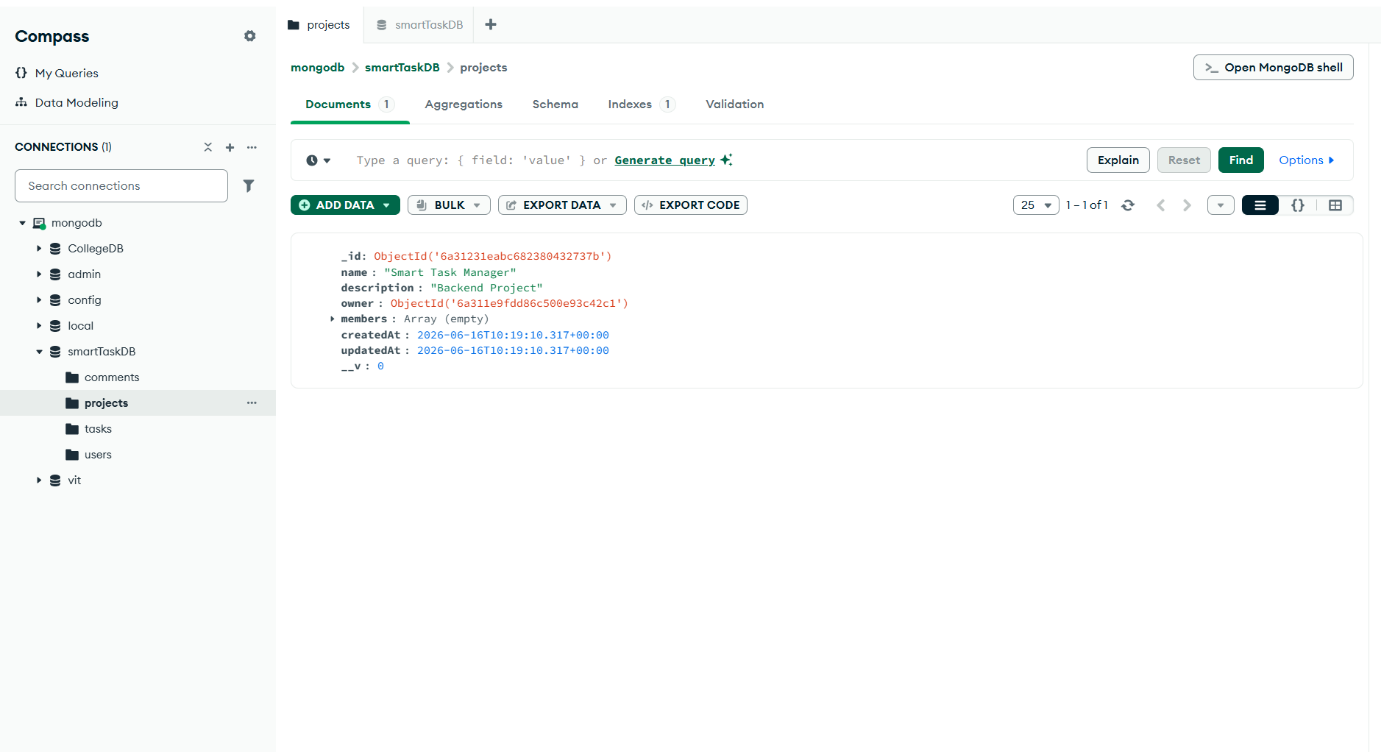 Compass
My Queries
Data Modeling
CONNECTIONS (1)
Search connections
mongodb
CollegeDB
admin
config
local
smartTaskDB
comments
projects
tasks
users
vit
projects
smartTaskDB
mongodb > smartTaskDB > projects
>_ Open MongoDB shell
Documents 1 Aggregations Schema Indexes 1 Validation
Type a query: { field: 'value' } or Generate query
Explain Reset Find Options
ADD DATA BULK EXPORT DATA EXPORT CODE
25 1 – 1 of 1 {}
_id: ObjectId('6a31231eabc682380432737b')
name : "Smart Task Manager"
description : "Backend Project"
owner : ObjectId('6a311e9fdd86c500e93c42c1')
members : Array (empty)
createdAt : 2026-06-16T10:19:10.317+00:00
updatedAt : 2026-06-16T10:19:10.317+00:00
__v : 0